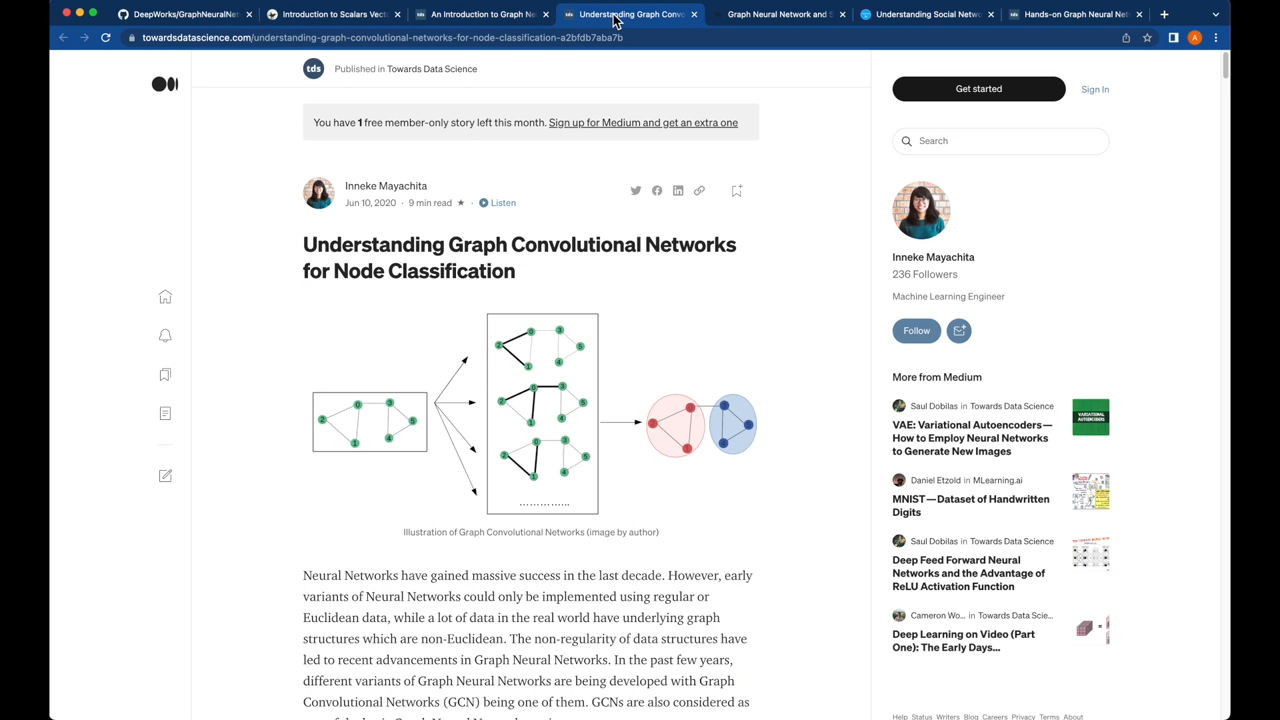 DeepWorks/GraphNeuralNet
Introduction to Scalars Vect
An Introduction to Graph Ne
Understanding Graph Convo
Graph Neural Network and S
Understanding Social Netwo
Hands-on Graph Neural Net
towardsdatascience.com/understanding-graph-convolutional-networks-for-node-classification-a2bfdb7aba7b
A
tds
Published in Towards Data Science
You have 1 free member-only story left this month. Sign up for Medium and get an extra one
Inneke Mayachita
Jun 10, 2020 · 9 min read ★ · Listen
Understanding Graph Convolutional Networks
for Node Classification
Illustration of Graph Convolutional Networks (image by author)
Neural Networks have gained massive success in the last decade. However, early
variants of Neural Networks could only be implemented using regular or
Euclidean data, while a lot of data in the real world have underlying graph
structures which are non-Euclidean. The non-regularity of data structures have
led to recent advancements in Graph Neural Networks. In the past few years,
different variants of Graph Neural Networks are being developed with Graph
Convolutional Networks (GCN) being one of them. GCNs are also considered as
Get started
Sign In
Search
Inneke Mayachita
236 Followers
Machine Learning Engineer
Follow
More from Medium
Saul Dobilas in Towards Data Science
VAE: Variational Autoencoders—
How to Employ Neural Networks
to Generate New Images
VARIATIONAL
AUTOENCODERS
Daniel Etzold in MLearning.ai
MNIST—Dataset of Handwritten
Digits
Saul Dobilas in Towards Data Science
Deep Feed Forward Neural
Networks and the Advantage of
ReLU Activation Function
Cameron Wo... in Towards Data Scie...
Deep Learning on Video (Part
One): The Early Days...
Help Status Writers Blog Careers Privacy Terms About